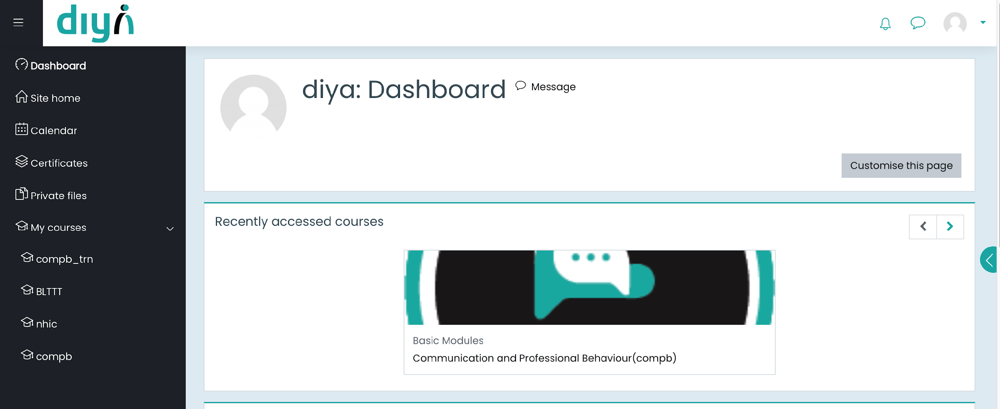 diya
Dashboard
Site home
Calendar
Certificates
Private files
My courses
compb_trn
BLTTT
nhic
compb
diya: Dashboard
Message
Customise this page
Recently accessed courses
Basic Modules
Communication and Professional Behaviour(compb)